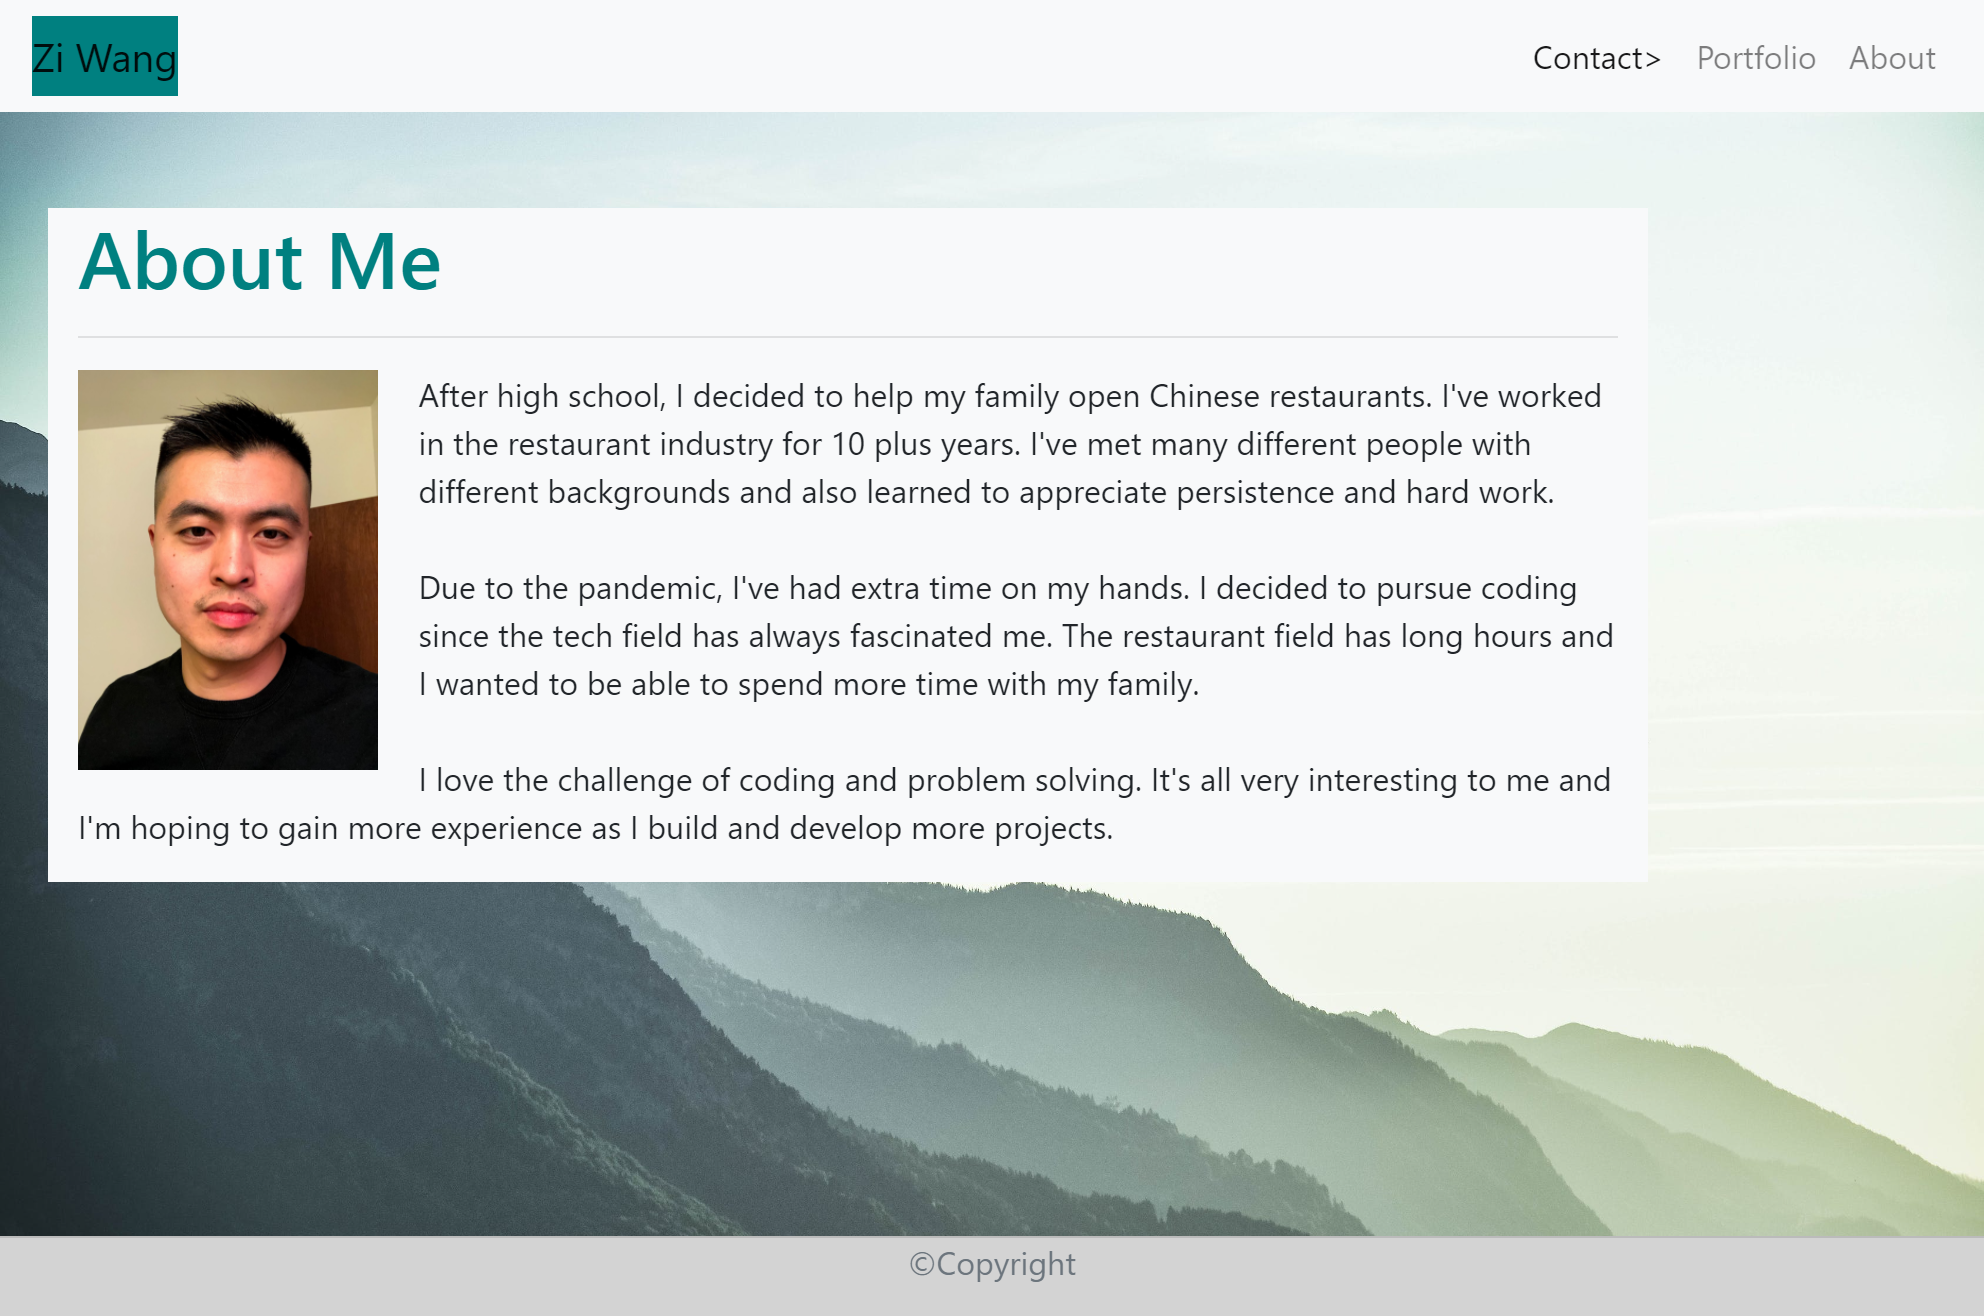 Zi Wang
Contact>
Portfolio
About
About Me
After high school, I decided to help my family open Chinese restaurants. I've worked
in the restaurant industry for 10 plus years. I've met many different people with
different backgrounds and also learned to appreciate persistence and hard work.
Due to the pandemic, I've had extra time on my hands. I decided to pursue coding
since the tech field has always fascinated me. The restaurant field has long hours and
I wanted to be able to spend more time with my family.
I love the challenge of coding and problem solving. It's all very interesting to me and
I'm hoping to gain more experience as I build and develop more projects.
©Copyright